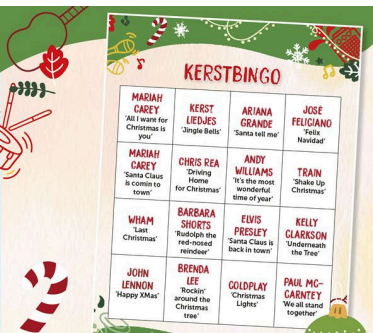 KERSTBINGO
MARIAH
CAREY
'All I want for
Christmas is
you'
KERST
LIEDJES
'Jingle Bells'
ARIANA
GRANDE
'Santa tell me'
JOSÉ
FELICIANO
'Felix
Navidad'
MARIAH
CAREY
'Santa Claus
is comin to
town'
CHRIS REA
'Driving
Home
for Christmas'
ANDY
WILLIAMS
'It's the most
wonderful
time of year'
TRAIN
'Shake Up
Christmas'
WHAM
'Last
Christmas'
BARBARA
SHORTS
'Rudolph the
red-nosed
reindeer'
ELVIS
PRESLEY
'Santa Claus is
back in town'
KELLY
CLARKSON
'Underneath
the Tree'
JOHN
LENNON
'Happy XMas'
BRENDA
LEE
'Rockin'
around the
Christmas
tree'
COLDPLAY
'Christmas
Lights'
PAUL MC-
CARTNEY
'We all stand
together'